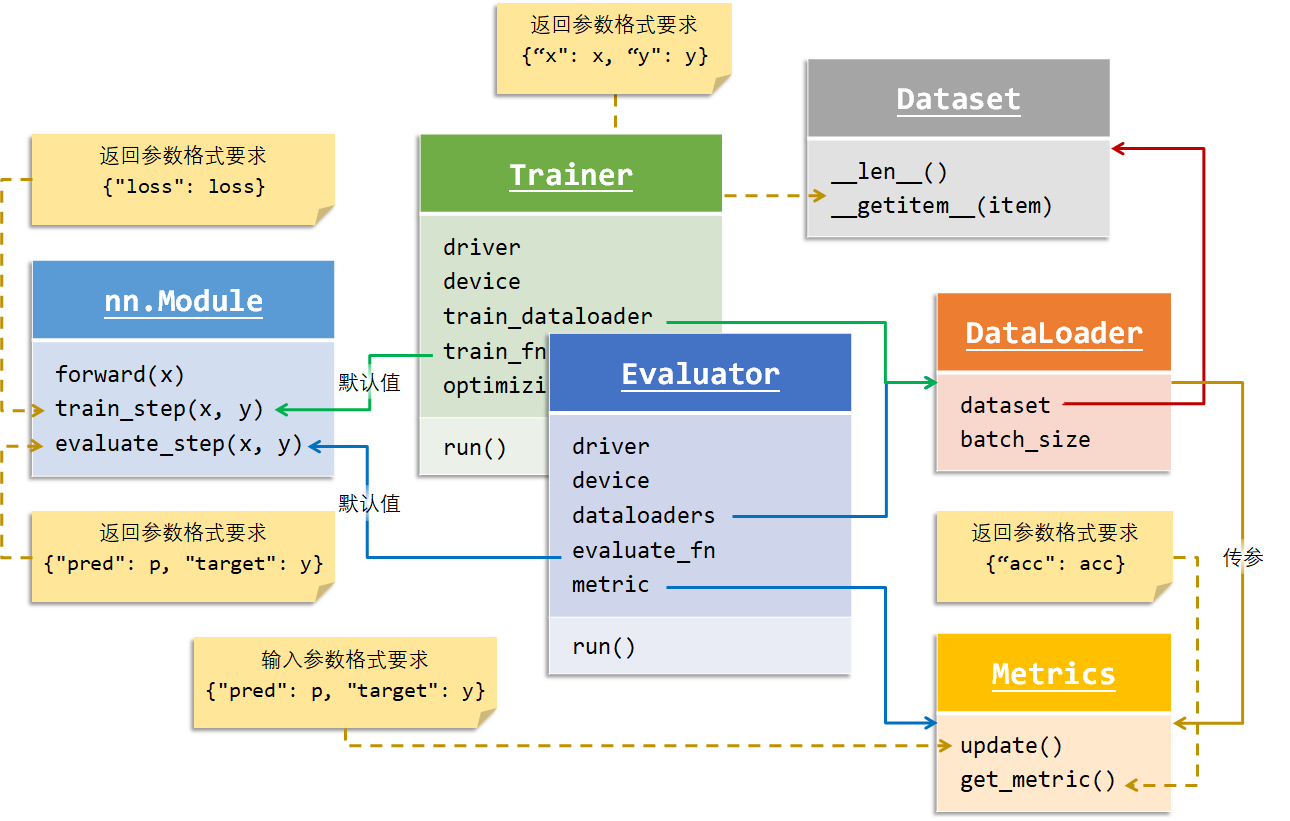 返回参数格式要求
{“x": x, “y": y}
Dataset
__len__()
__getitem__(item)
返回参数格式要求
{"loss": loss}
Trainer
driver
device
train_dataloader
train_fn
optimizi
run()
nn.Module
forward(x)
train_step(x, y)
evaluate_step(x, y)
默认值
默认值
Evaluator
driver
device
dataloaders
evaluate_fn
metric
run()
DataLoader
dataset
batch_size
返回参数格式要求
{"pred": p, "target": y}
返回参数格式要求
{“acc": acc}
传参
输入参数格式要求
{"pred": p, "target": y}
Metrics
update()
get_metric()